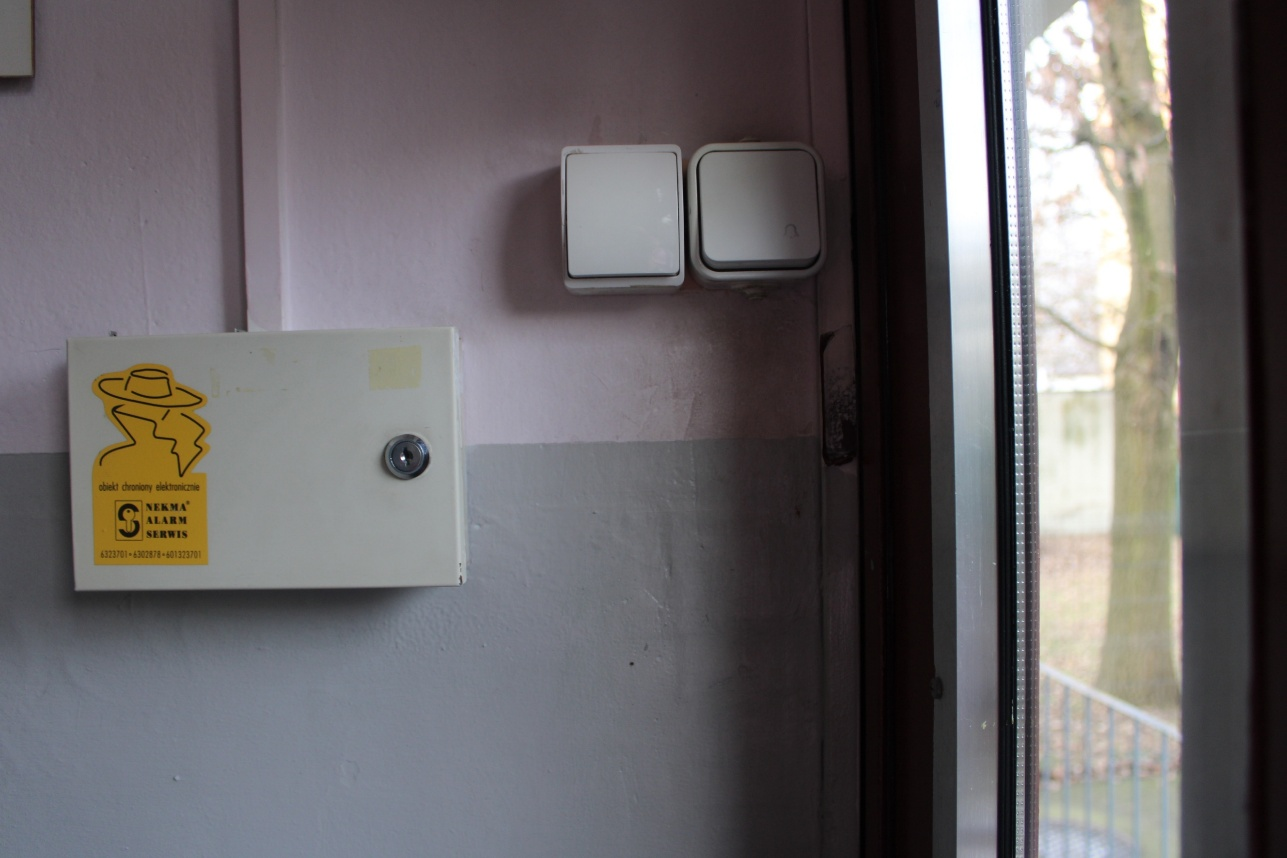 obiekt chroniony elektronicznie
NEKMA®
ALARM
SERWIS
6323701•6302878•601323701